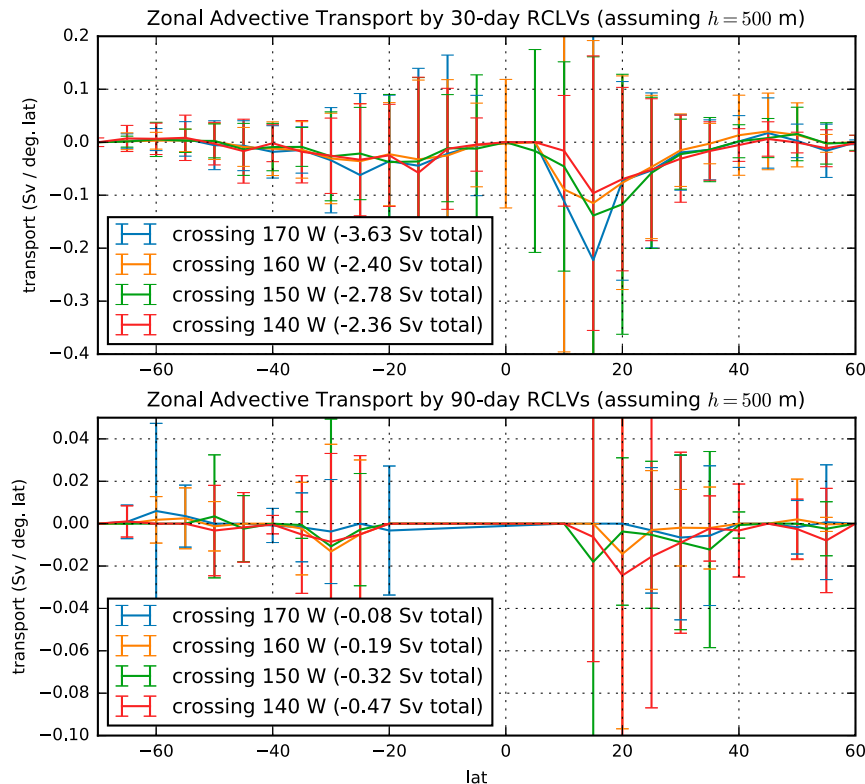 Zonal Advective Transport by 30-day RCLVs (assuming h = 500 m)
0.2
0.1
0.0
−0.1
−0.2
−0.3
−0.4
transport (Sv / deg. lat)
crossing 170 W (-3.63 Sv total)
crossing 160 W (-2.40 Sv total)
crossing 150 W (-2.78 Sv total)
crossing 140 W (-2.36 Sv total)
−60 −40 −20 0 20 40 60
Zonal Advective Transport by 90-day RCLVs (assuming h = 500 m)
0.04
0.02
0.00
−0.02
−0.04
−0.06
−0.08
−0.10
transport (Sv / deg. lat)
crossing 170 W (-0.08 Sv total)
crossing 160 W (-0.19 Sv total)
crossing 150 W (-0.32 Sv total)
crossing 140 W (-0.47 Sv total)
−60 −40 −20 0 20 40 60
lat